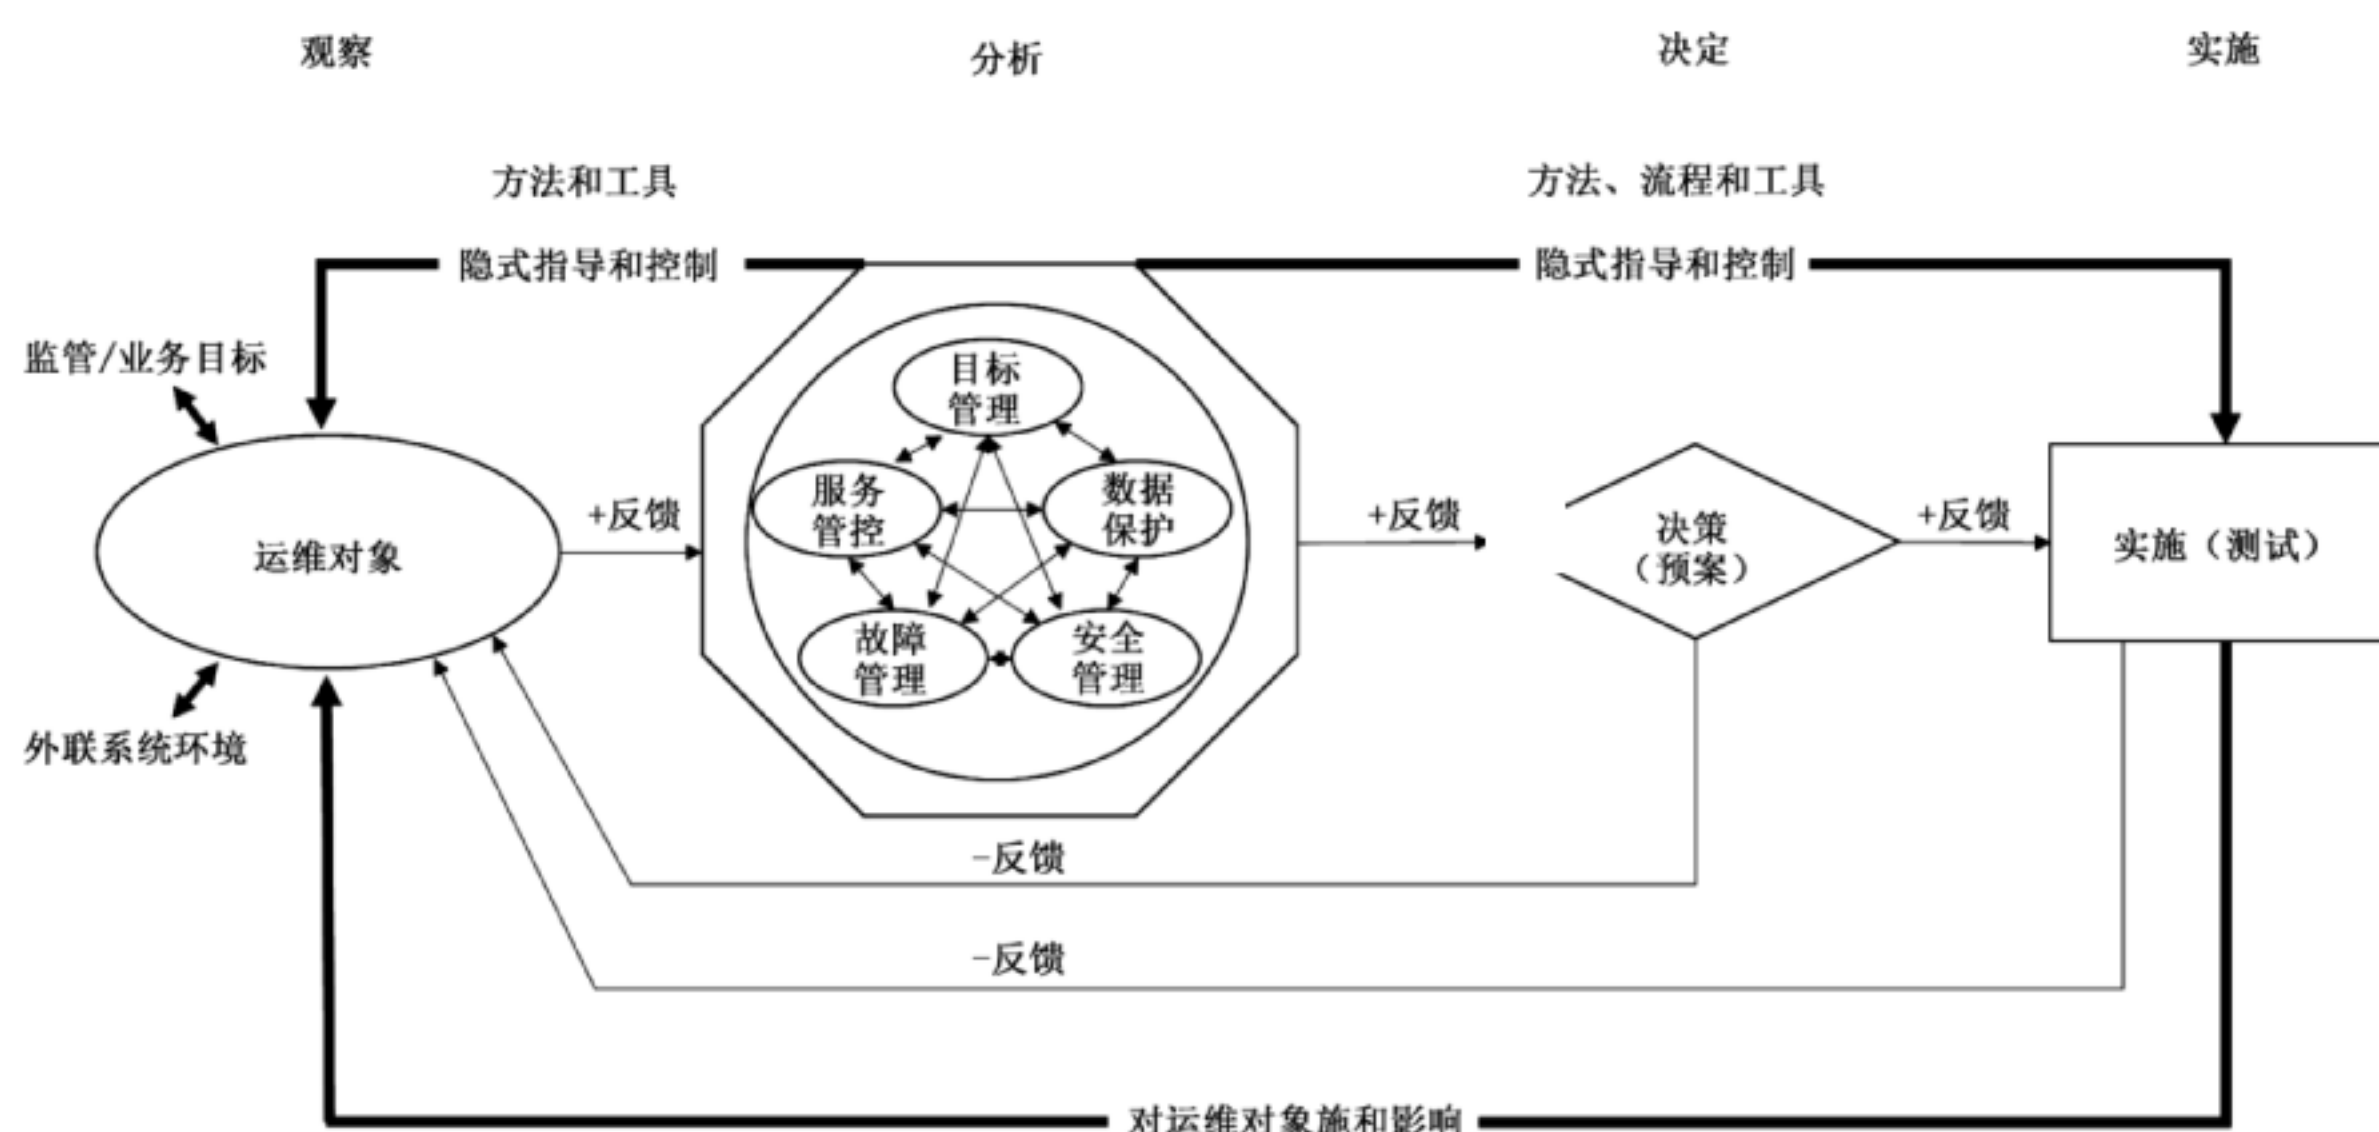 观察
分析
决定
实施
方法和工具
方法、流程和工具
隐式指导和控制
隐式指导和控制
监管/业务目标
目标
管理
服务
管控
数据
保护
+反馈
+反馈
+反馈
运维对象
决策
（预案）
实施（测试）
故障
管理
安全
管理
外联系统环境
-反馈
-反馈
对运维对象施和影响